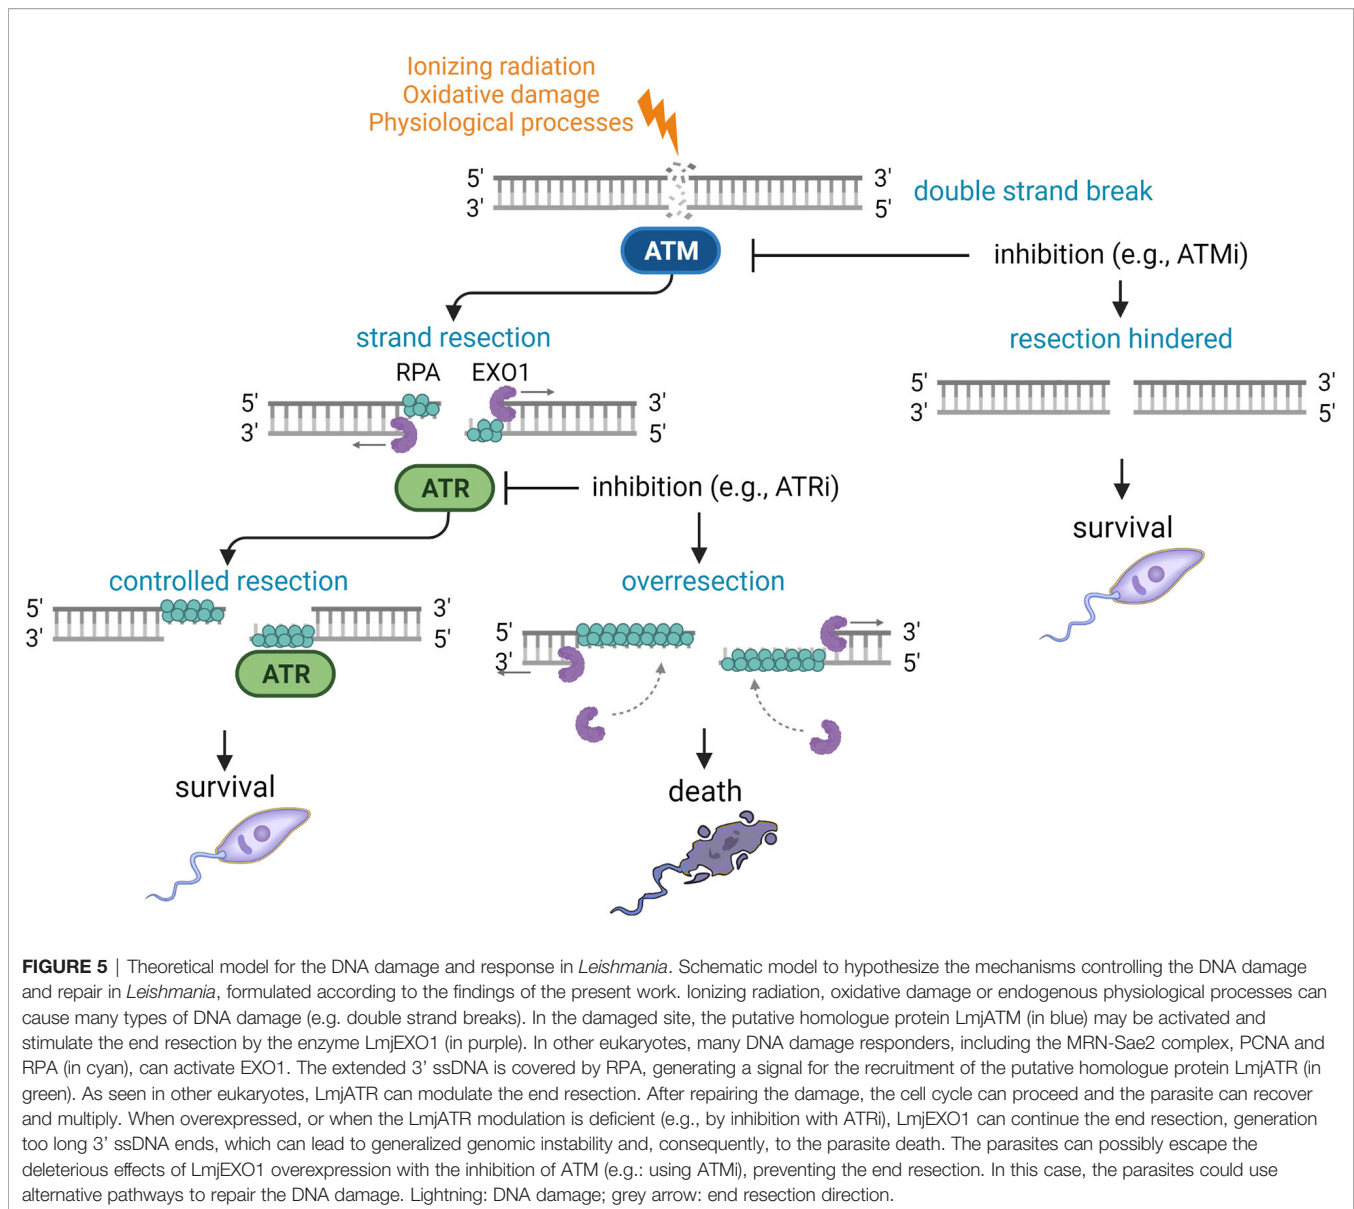 Ionizing radiation
Oxidative damage
Physiological processes
5'
3'
3'
5'
double strand break
ATM
inhibition (e.g., ATMi)
strand resection
resection hindered
RPA
EXO1
5'
3'
3'
5'
5'
3'
3'
5'
ATR
inhibition (e.g., ATRi)
survival
controlled resection
overresection
5'
3'
3'
5'
ATR
5'
3'
3'
5'
survival
death
FIGURE 5 | Theoretical model for the DNA damage and response in Leishmania. Schematic model to hypothesize the mechanisms controlling the DNA damage
and repair in Leishmania, formulated according to the findings of the present work. Ionizing radiation, oxidative damage or endogenous physiological processes can
cause many types of DNA damage (e.g. double strand breaks). In the damaged site, the putative homologue protein LmjATM (in blue) may be activated and
stimulate the end resection by the enzyme LmjEXO1 (in purple). In other eukaryotes, many DNA damage responders, including the MRN-Sae2 complex, PCNA and
RPA (in cyan), can activate EXO1. The extended 3’ ssDNA is covered by RPA, generating a signal for the recruitment of the putative homologue protein LmjATR (in
green). As seen in other eukaryotes, LmjATR can modulate the end resection. After repairing the damage, the cell cycle can proceed and the parasite can recover
and multiply. When overexpressed, or when the LmjATR modulation is deficient (e.g., by inhibition with ATRi), LmjEXO1 can continue the end resection, generation
too long 3’ ssDNA ends, which can lead to generalized genomic instability and, consequently, to the parasite death. The parasites can possibly escape the
deleterious effects of LmjEXO1 overexpression with the inhibition of ATM (e.g.: using ATMi), preventing the end resection. In this case, the parasites could use
alternative pathways to repair the DNA damage. Lightning: DNA damage; grey arrow: end resection direction.